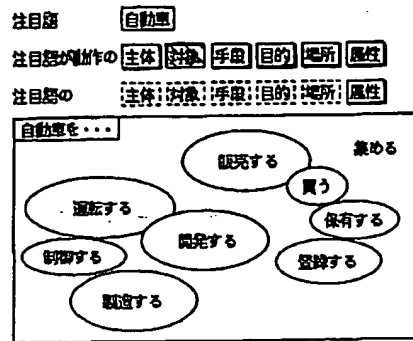 注目語 自動車
注目語が動作の 主体 対象 手段 目的 場所 属性
注目語の 主体 対象 手段 目的 場所 属性
自動車を・・・
販売する
集める
買う
運転する
保有する
開発する
制御する
登録する
製造する